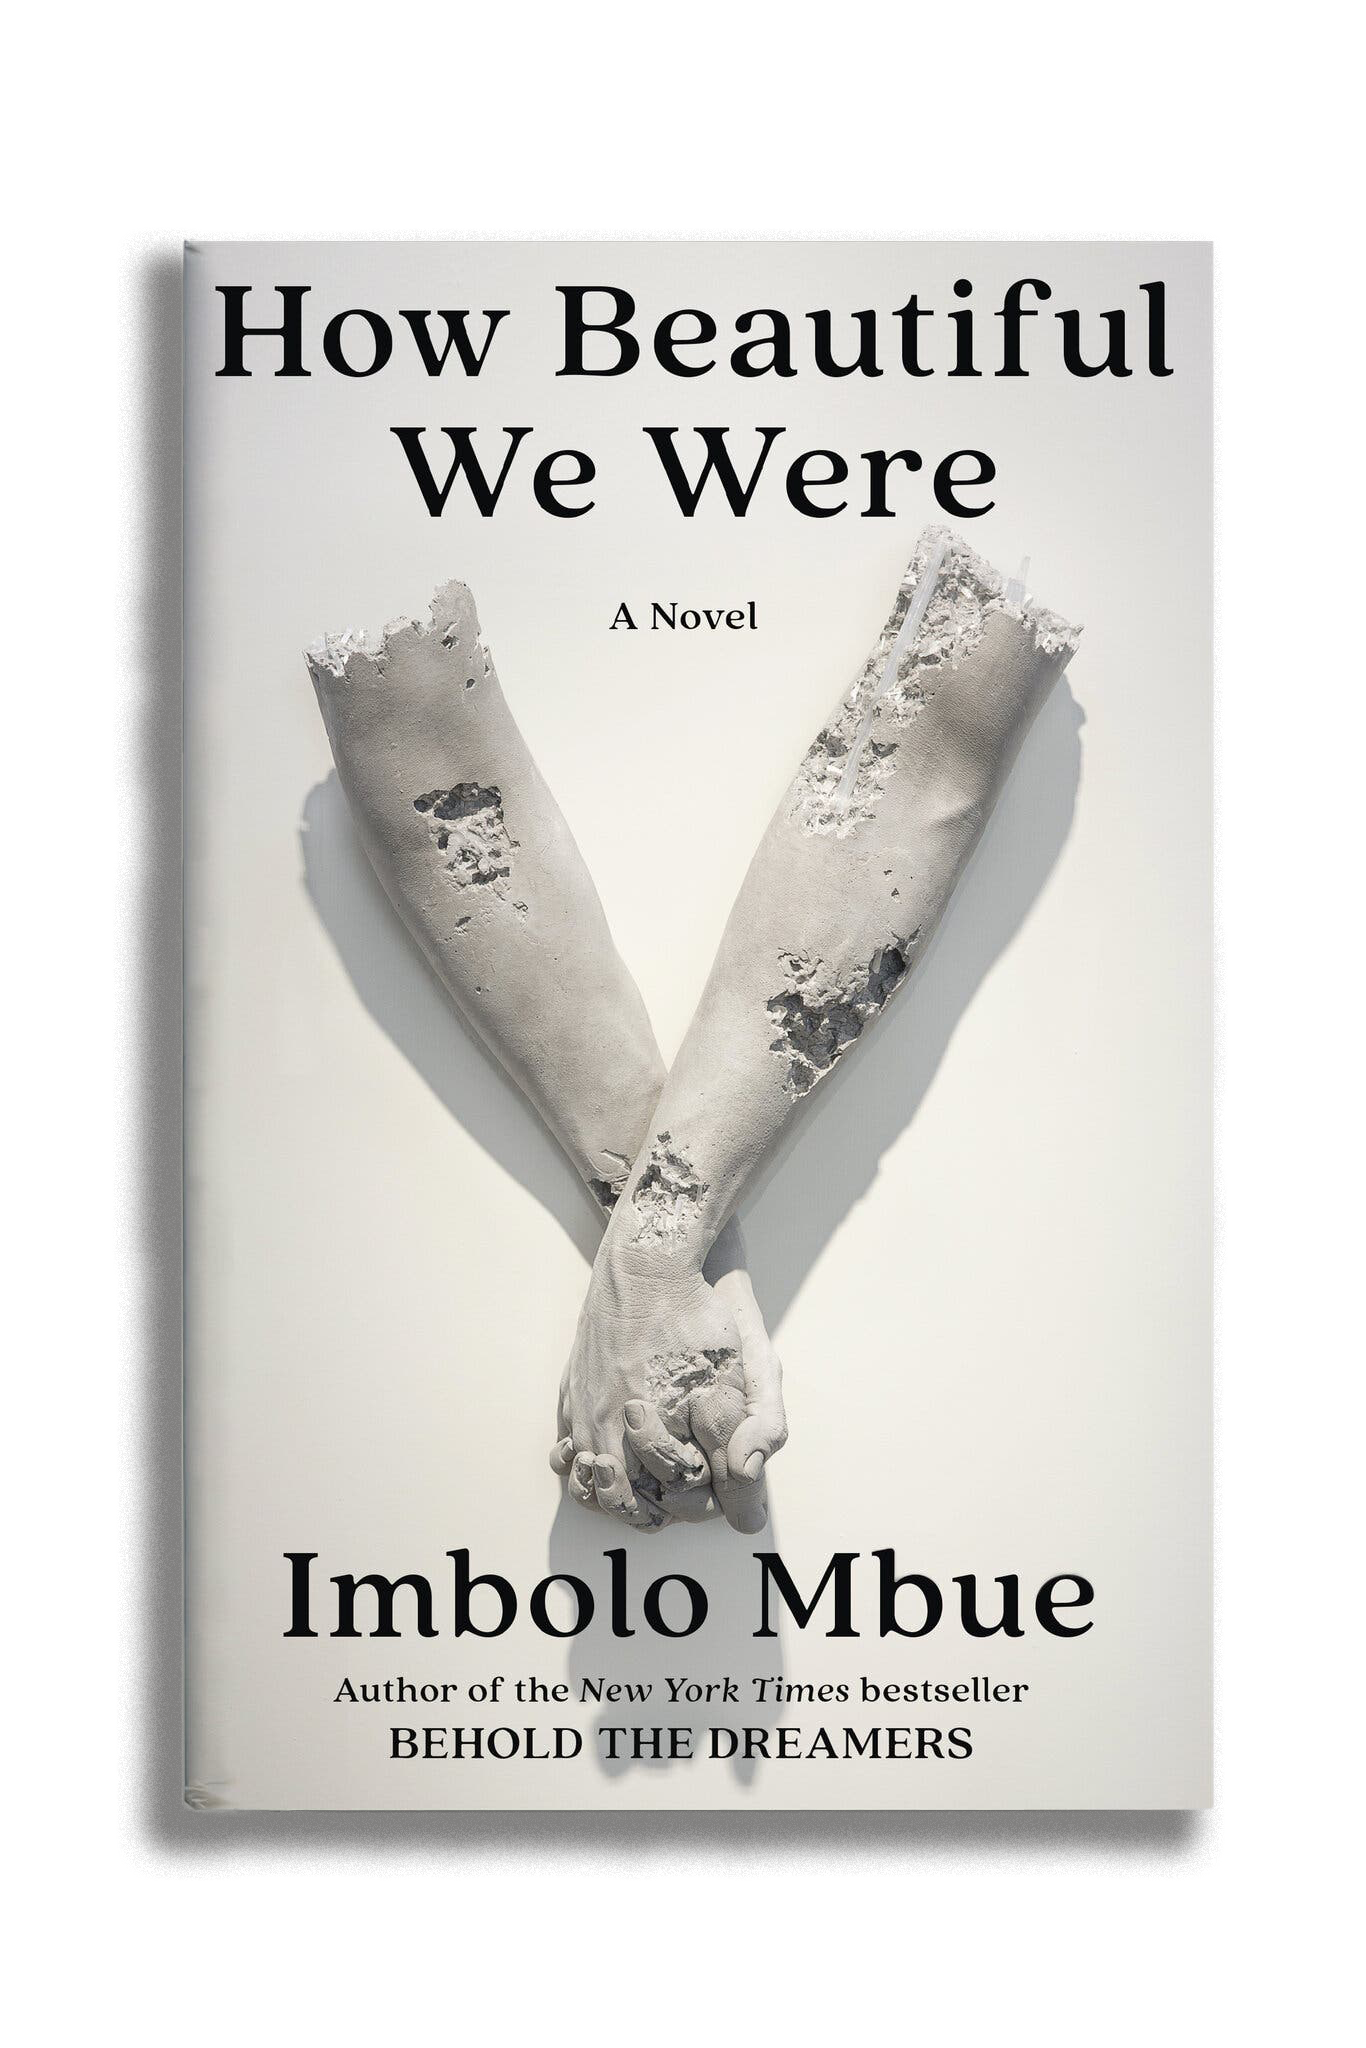 How Beautiful
We Were
A Novel
Imbolo Mbue
Author of the New York Times bestseller
BEHOLD THE DREAMERS